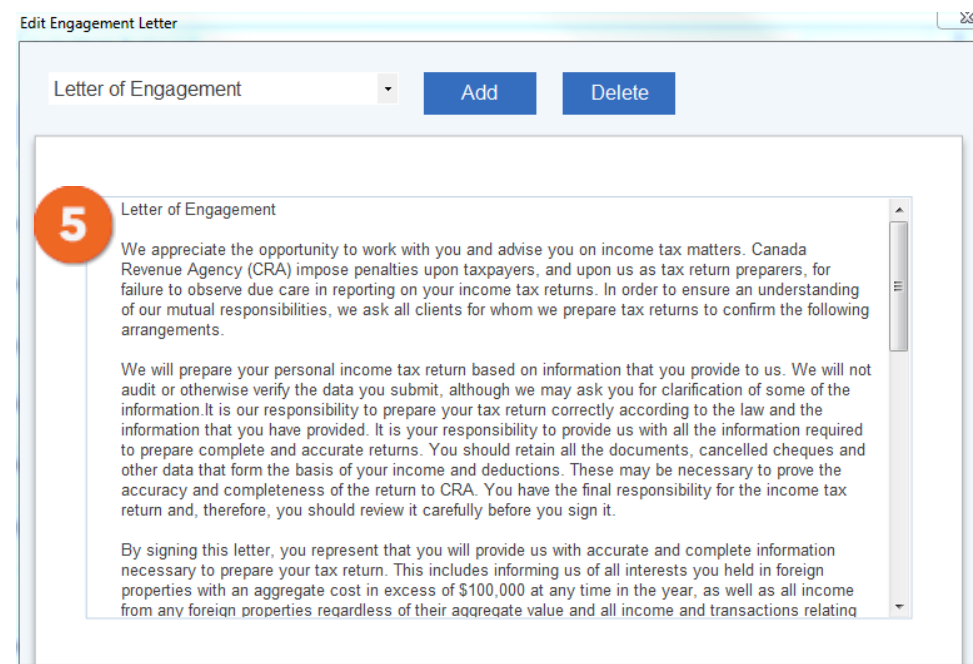 Edit Engagement Letter
Letter of Engagement
Add
Delete
5
Letter of Engagement
We appreciate the opportunity to work with you and advise you on income tax matters. Canada
Revenue Agency (CRA) impose penalties upon taxpayers, and upon us as tax return preparers, for
failure to observe due care in reporting on your income tax returns. In order to ensure an understanding
of our mutual responsibilities, we ask all clients for whom we prepare tax returns to confirm the following
arrangements.
We will prepare your personal income tax return based on information that you provide to us. We will not
audit or otherwise verify the data you submit, although we may ask you for clarification of some of the
information.It is our responsibility to prepare your tax return correctly according to the law and the
information that you have provided. It is your responsibility to provide us with all the information required
to prepare complete and accurate returns. You should retain all the documents, cancelled cheques and
other data that form the basis of your income and deductions. These may be necessary to prove the
accuracy and completeness of the return to CRA. You have the final responsibility for the income tax
return and, therefore, you should review it carefully before you sign it.
By signing this letter, you represent that you will provide us with accurate and complete information
necessary to prepare your tax return. This includes informing us of all interests you held in foreign
properties with an aggregate cost in excess of $100,000 at any time in the year, as well as all income
from any foreign properties regardless of their aggregate value and all income and transactions relating